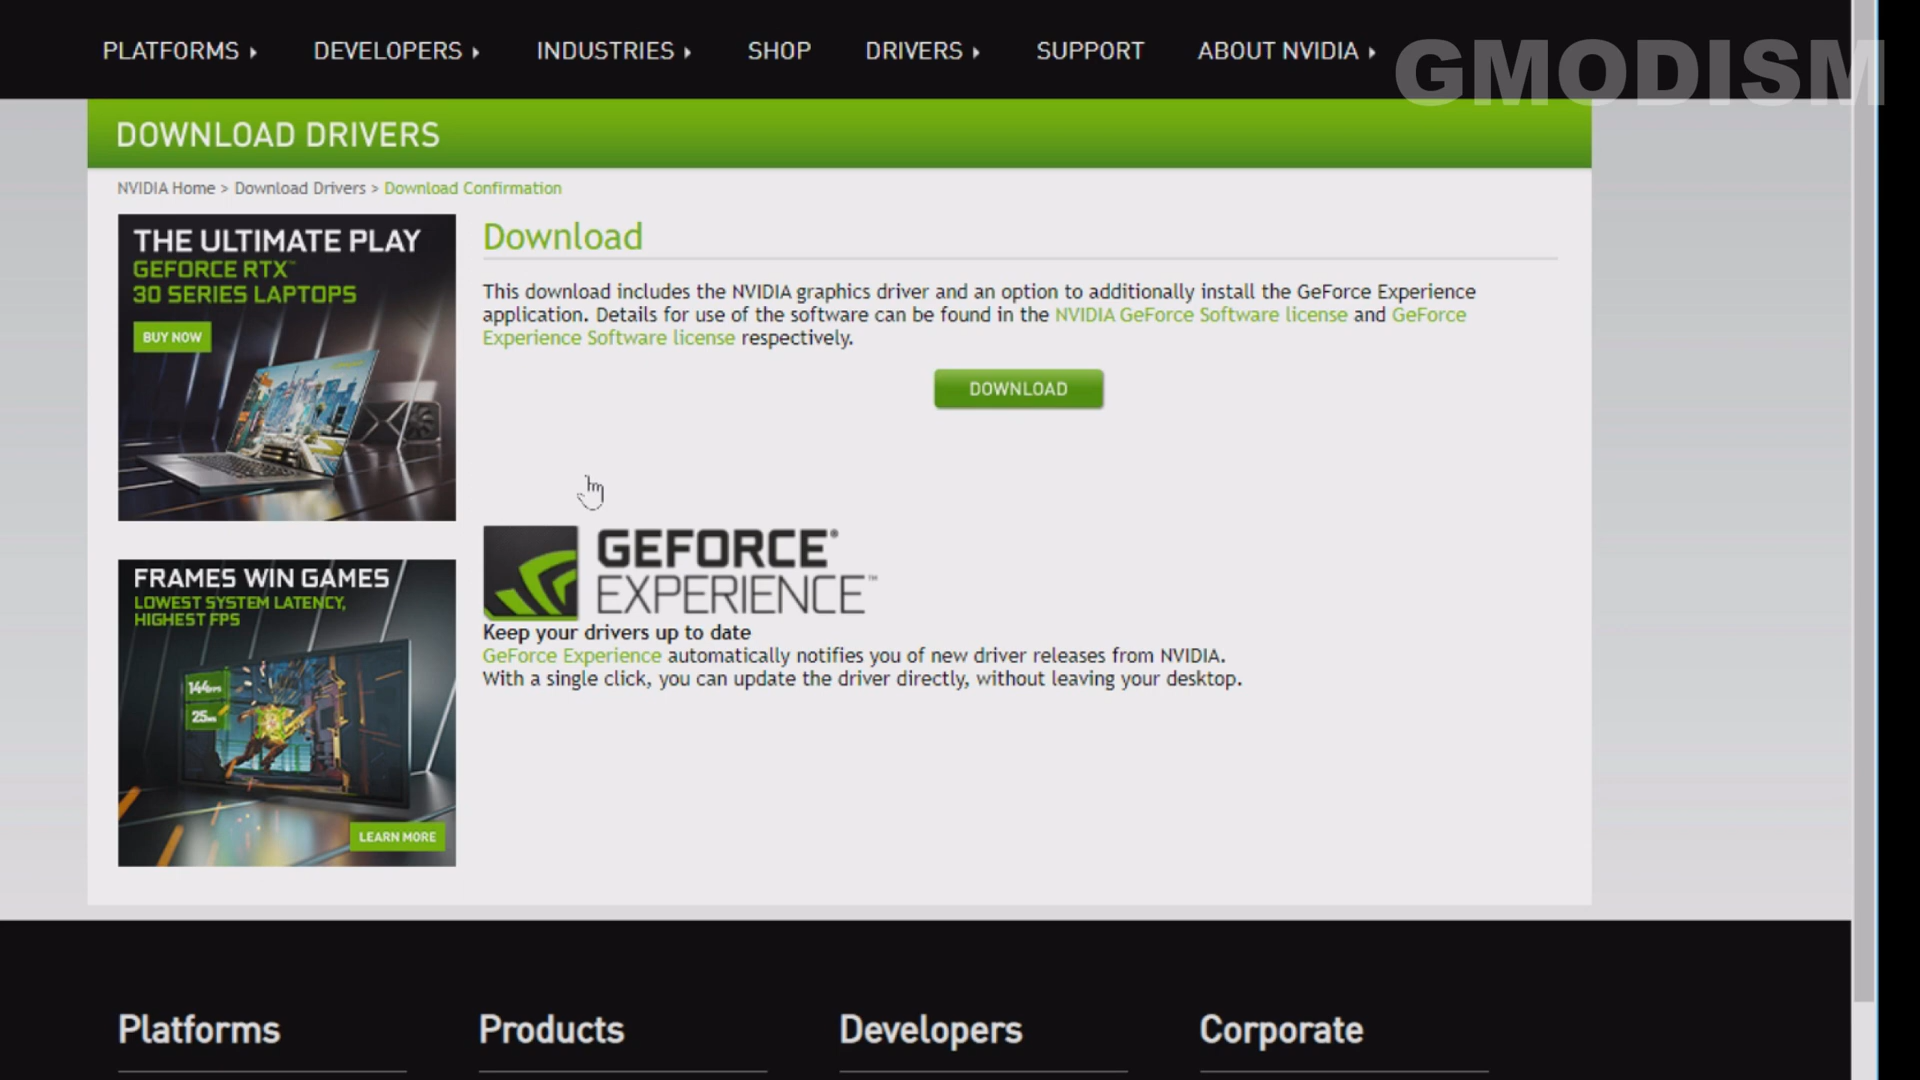 PLATFORMS DEVELOPERS INDUSTRIES SHOP DRIVERS SUPPORT ABOUT NVIDIA
GMODISM
DOWNLOAD DRIVERS
NVIDIA Home > Download Drivers > Download Confirmation
THE ULTIMATE PLAY
GEFORCE RTX™
30 SERIES LAPTOPS
BUY NOW
Download
This download includes the NVIDIA graphics driver and an option to additionally install the GeForce Experience
application. Details for use of the software can be found in the NVIDIA GeForce Software license and GeForce
Experience Software license respectively.
DOWNLOAD
GEFORCE®
EXPERIENCE™
Keep your drivers up to date
GeForce Experience automatically notifies you of new driver releases from NVIDIA.
With a single click, you can update the driver directly, without leaving your desktop.
FRAMES WIN GAMES
LOWEST SYSTEM LATENCY,
HIGHEST FPS
144FPS
25ms
LEARN MORE
Platforms Products Developers Corporate